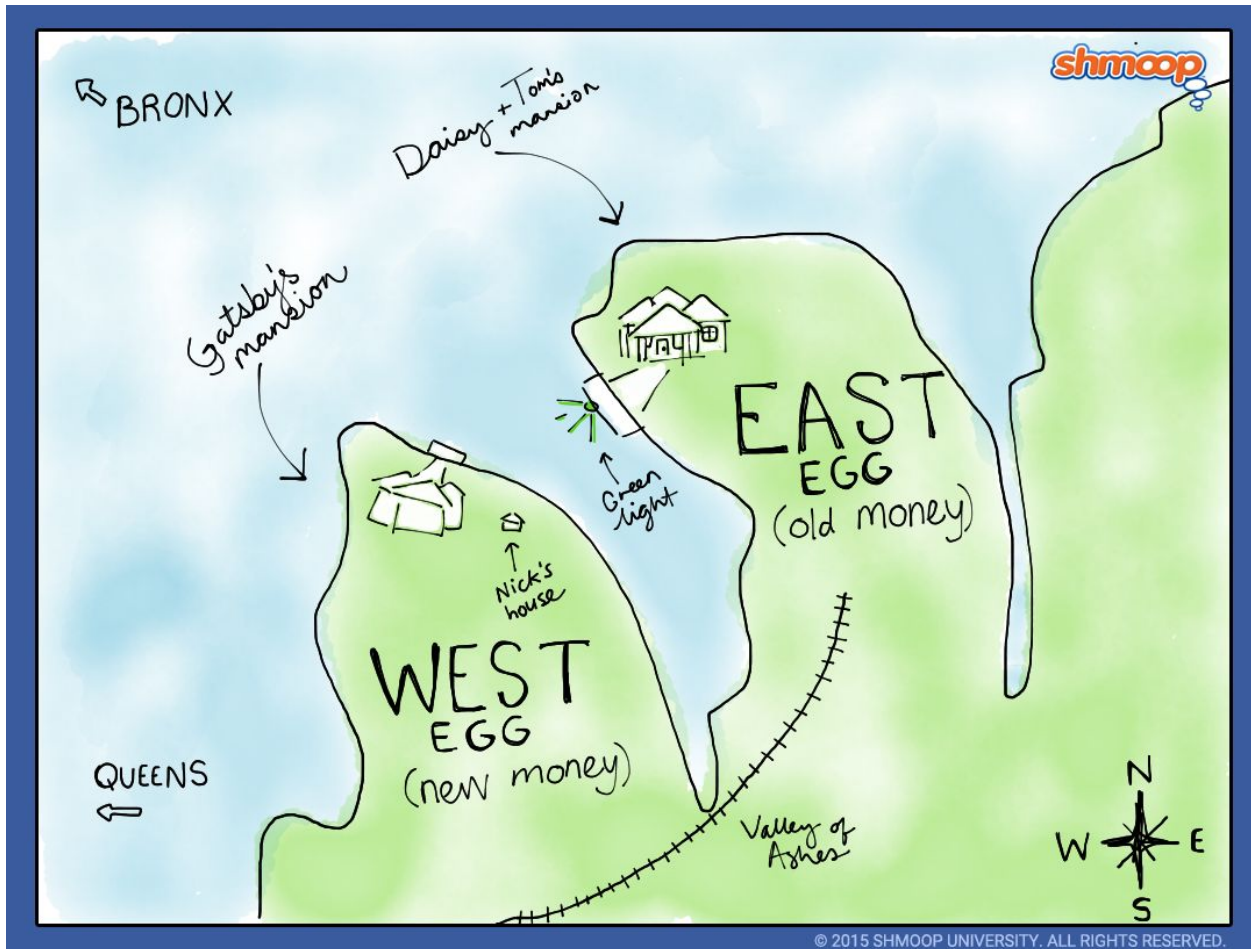 shmoop
BRONX
Daisy + Tom's
mansion
Gatsby's
mansion
EAST
EGG
(old money)
Green
light
Nick's
house
WEST
EGG
(new money)
QUEENS
Valley of
Ashes
N
W E
S
© 2015 SHMOOP UNIVERSITY. ALL RIGHTS RESERVED.